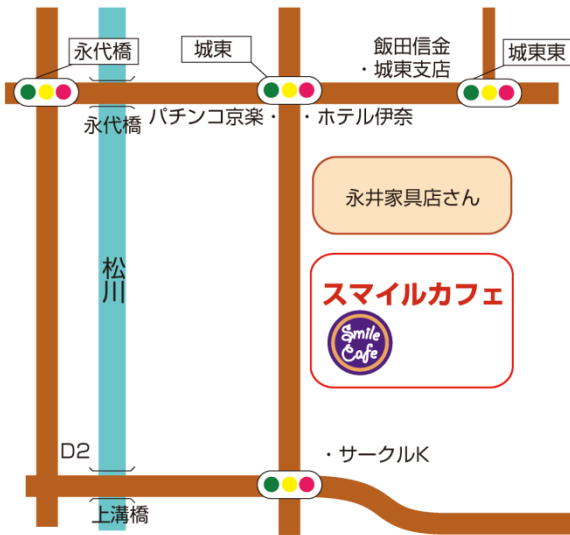 永代橋
城東
飯田信金
・城東支店
城東東
永代橋
パチンコ京楽・
・ホテル伊奈
永井家具店さん
松川
スマイルカフェ
Smile
Cafe
D2
・サークルK
上溝橋